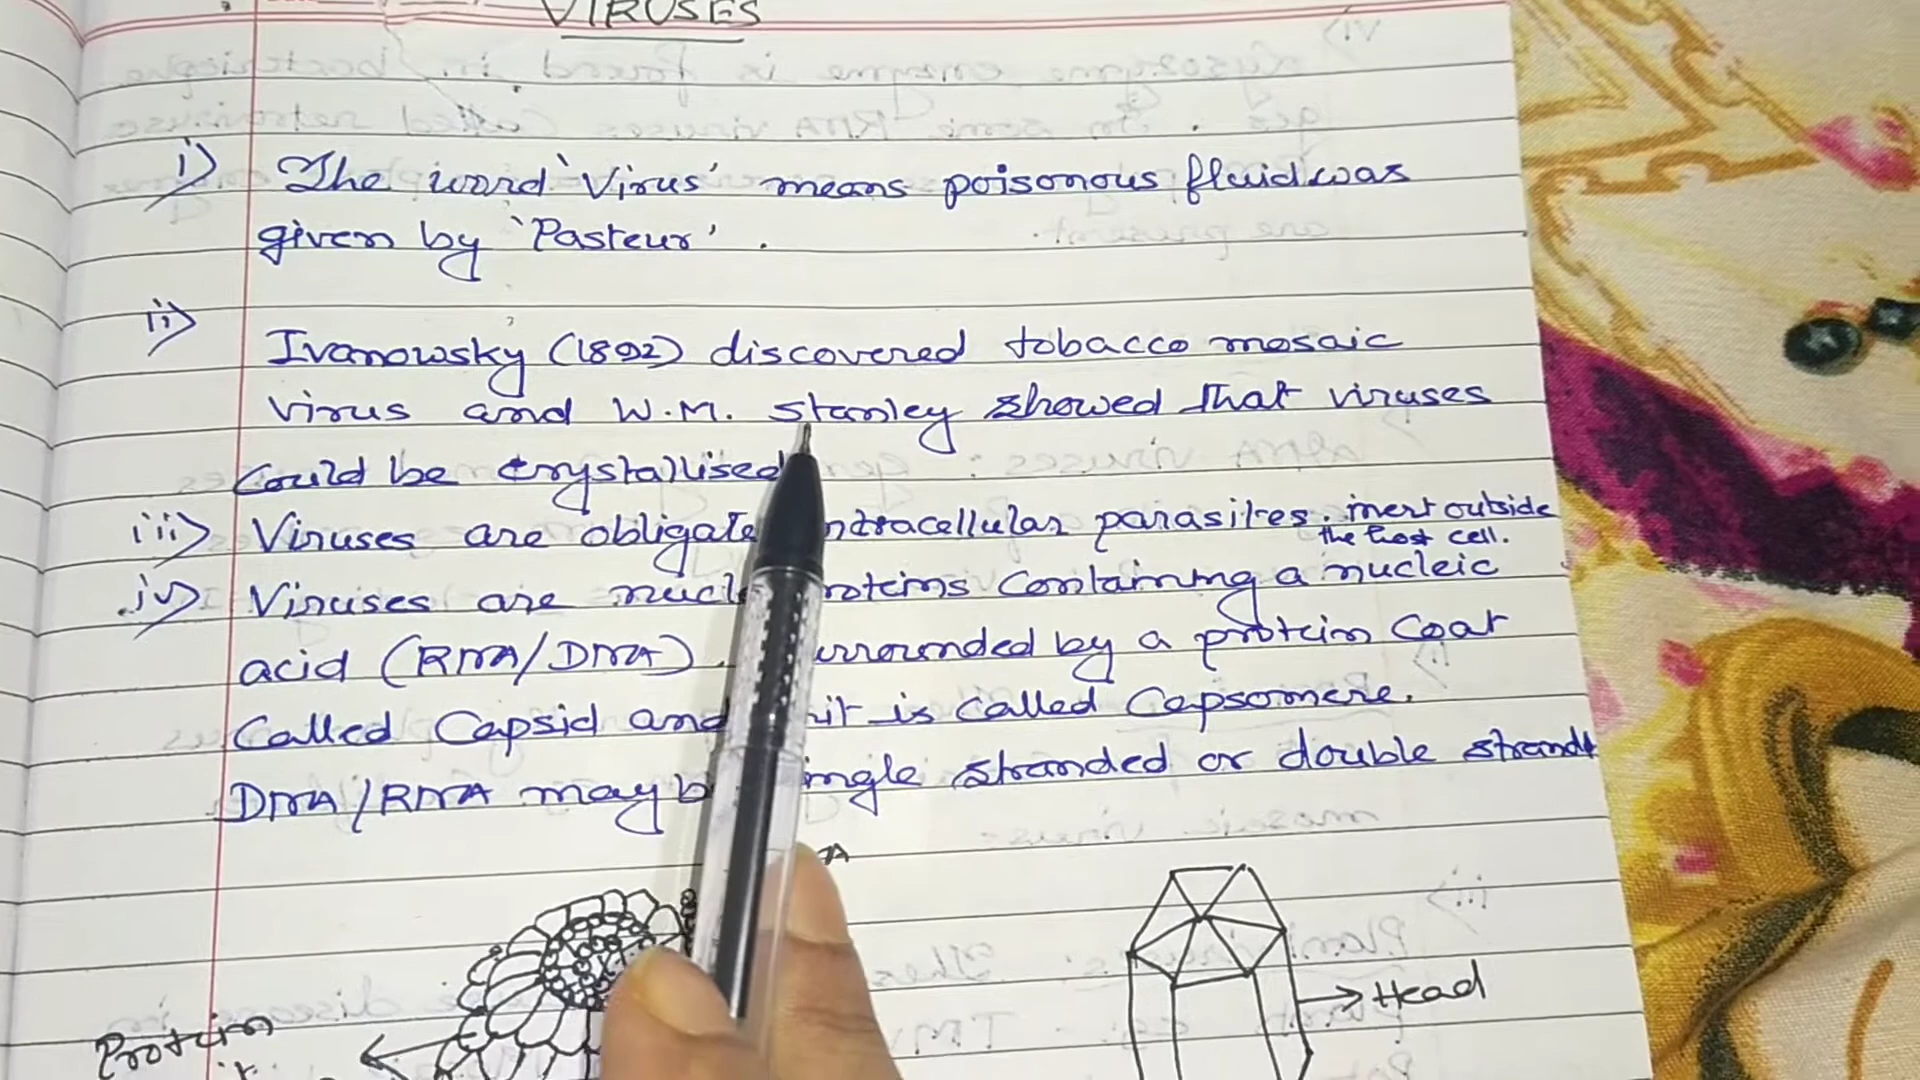 VIRUSES
i) The word 'Virus' means poisonous fluid was
given by 'Pasteur'.
ii) Ivanowsky (1892) discovered tobacco mosaic
virus and W.M. Stanley showed that viruses
could be crystallised
iii) Viruses are obligate intracellular parasites. inert outside
the host cell.
iv) Viruses are nucleoproteins containing a nucleic
acid (RNA/DNA). surrounded by a protein coat
called Capsid and it is called Capsomere.
DNA/RNA may be single stranded or double strand
Head
Protein